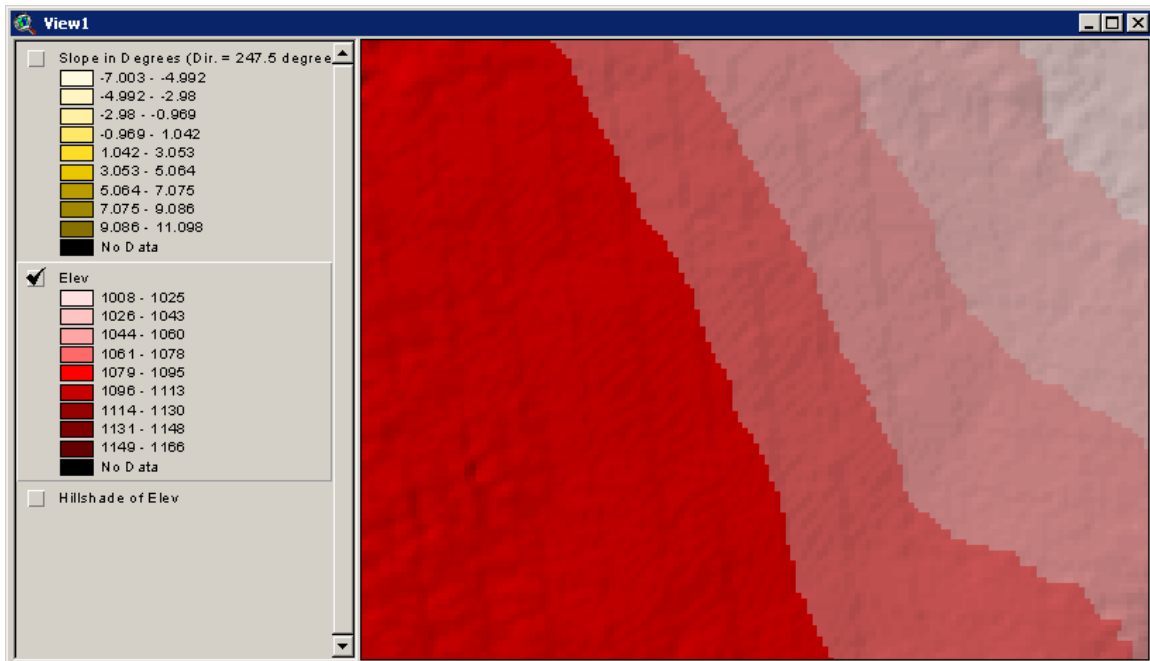 View1
Slope in Degrees (Dir. = 247.5 degree
-7.003 - -4.992
-4.992 - -2.98
-2.98 - -0.969
-0.969 - 1.042
1.042 - 3.053
3.053 - 5.064
5.064 - 7.075
7.075 - 9.086
9.086 - 11.098
No Data
Elev
1008 - 1025
1026 - 1043
1044 - 1060
1061 - 1078
1079 - 1095
1096 - 1113
1114 - 1130
1131 - 1148
1149 - 1166
No Data
Hillshade of Elev